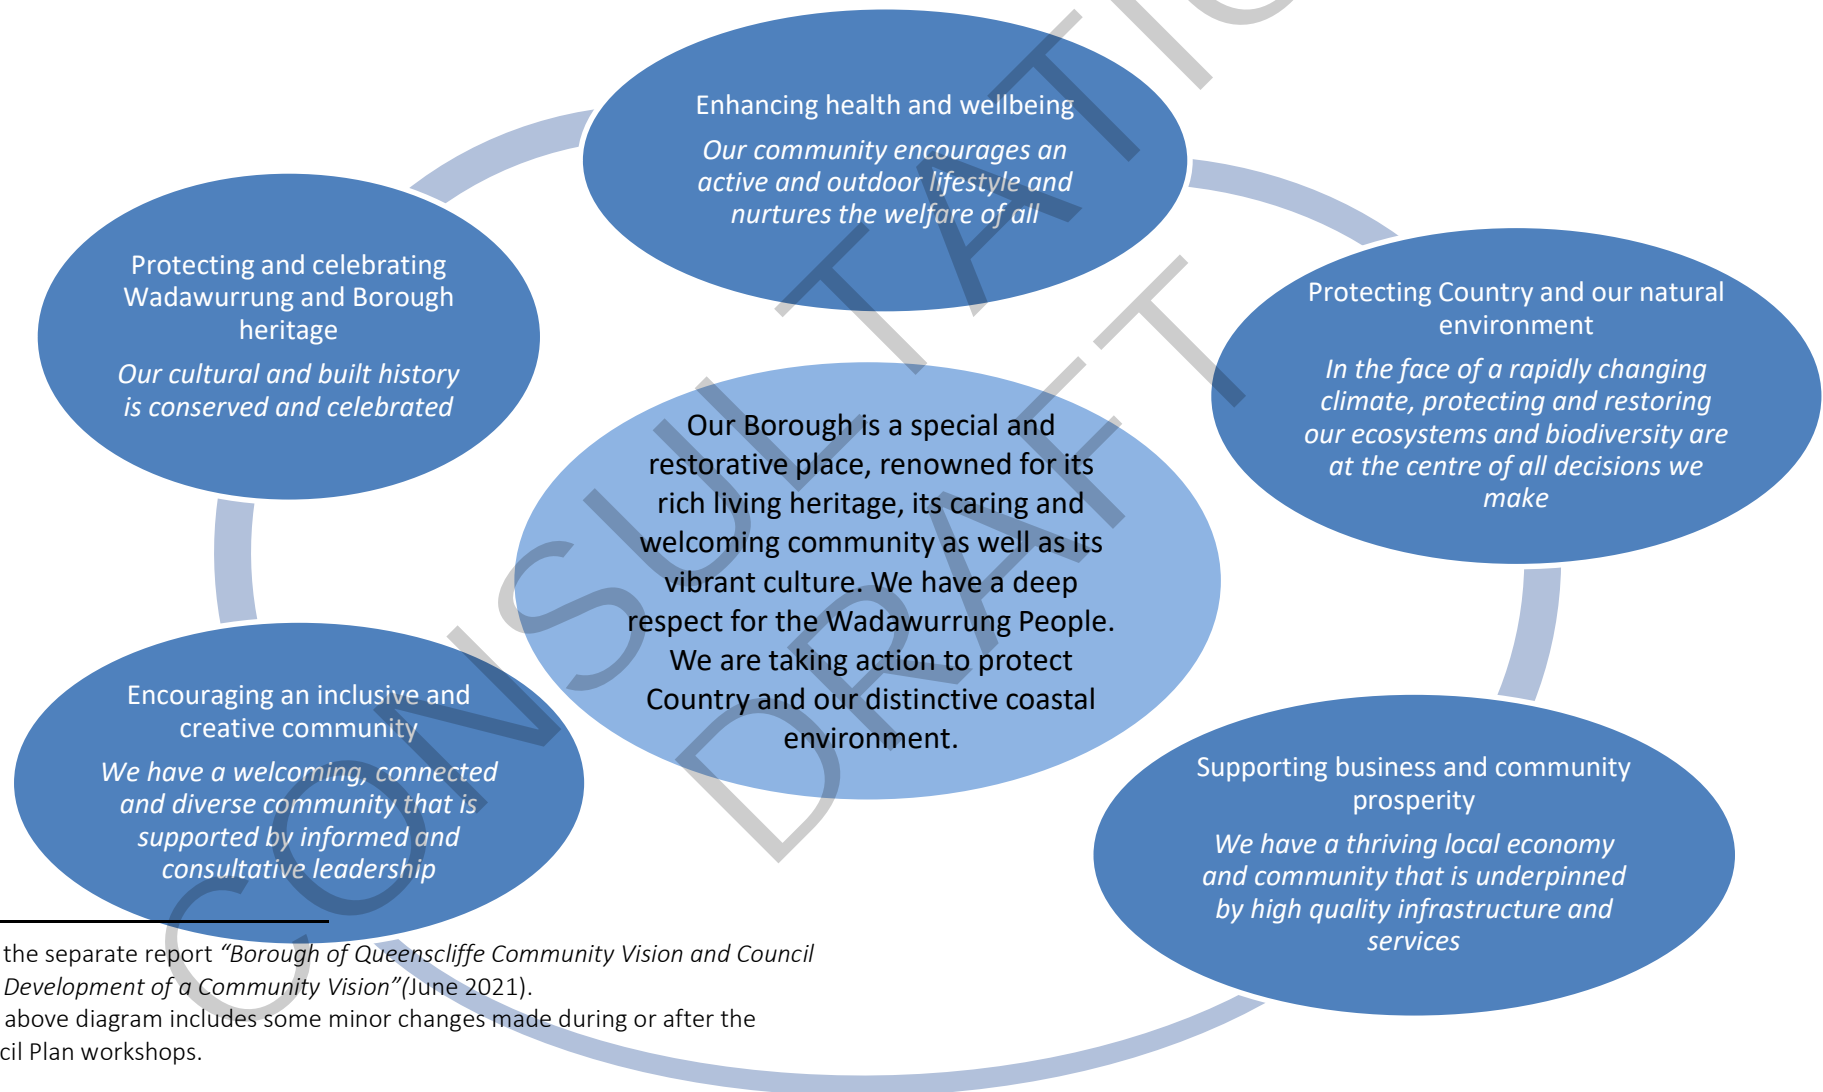 Enhancing health and wellbeing
Our community encourages an
active and outdoor lifestyle and
nurtures the welfare of all
Protecting and celebrating
Wadawurrung and Borough
heritage
Our cultural and built history
is conserved and celebrated
Protecting Country and our natural
environment
In the face of a rapidly changing
climate, protecting and restoring
our ecosystems and biodiversity are
at the centre of all decisions we
make
Our Borough is a special and
restorative place, renowned for its
rich living heritage, its caring and
welcoming community as well as its
vibrant culture. We have a deep
respect for the Wadawurrung People.
We are taking action to protect
Country and our distinctive coastal
environment.
Encouraging an inclusive and
creative community
We have a welcoming, connected
and diverse community that is
supported by informed and
consultative leadership
Supporting business and community
prosperity
We have a thriving local economy
and community that is underpinned
by high quality infrastructure and
services
the separate report “Borough of Queenscliffe Community Vision and Council
Development of a Community Vision”(June 2021).
above diagram includes some minor changes made during or after the
cil Plan workshops.
CONSULTATIO
DRAFT